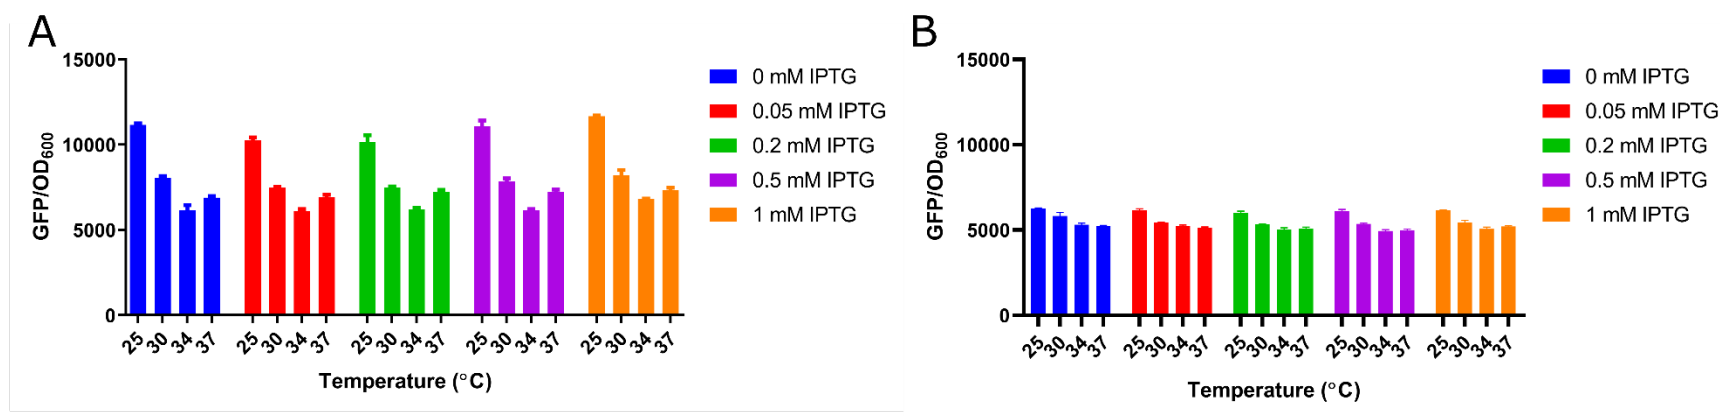 A
15000
10000
5000
0
GFP/OD600
25 30 34 37 25 30 34 37 25 30 34 37 25 30 34 37 25 30 34 37
Temperature (°C)
0 mM IPTG
0.05 mM IPTG
0.2 mM IPTG
0.5 mM IPTG
1 mM IPTG
B
15000
10000
5000
0
GFP/OD600
25 30 34 37 25 30 34 37 25 30 34 37 25 30 34 37 25 30 34 37
Temperature (°C)
0 mM IPTG
0.05 mM IPTG
0.2 mM IPTG
0.5 mM IPTG
1 mM IPTG